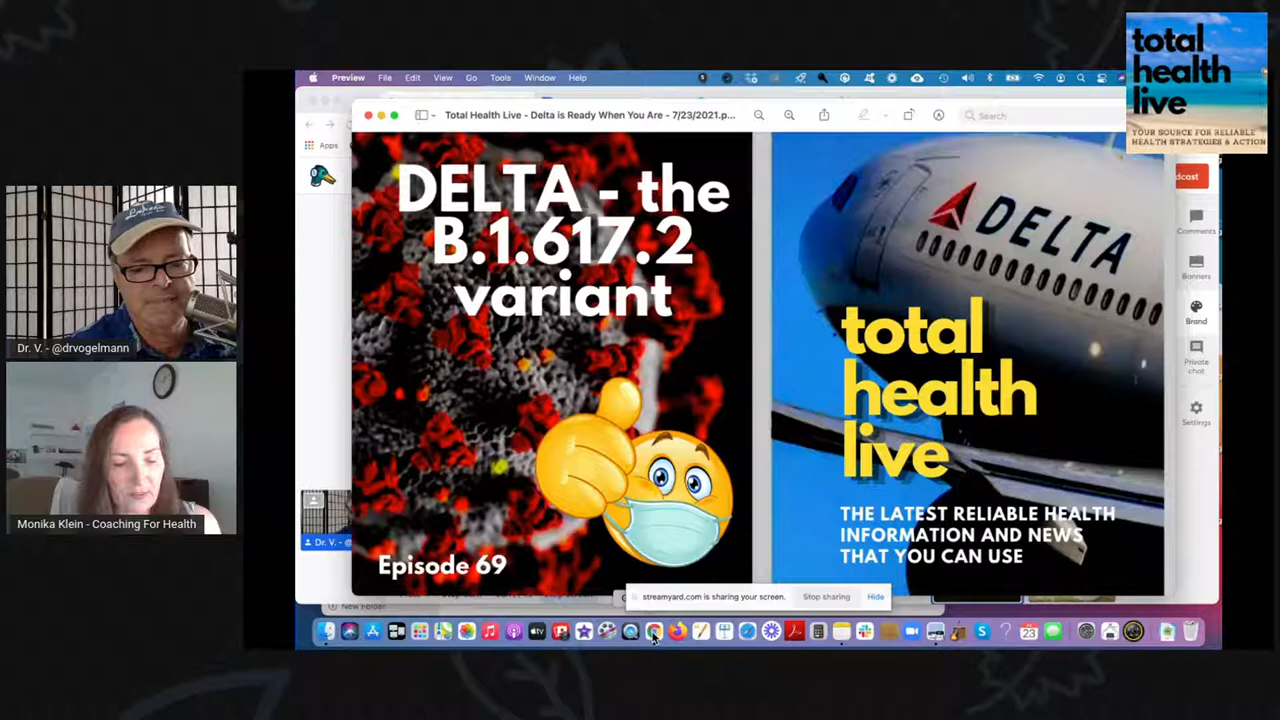 total
health
live
YOUR SOURCE FOR RELIABLE
HEALTH STRATEGIES & ACTION
Preview File Edit View Go Tools Window Help
Total Health Live - Delta is Ready When You Are - 7/23/2021.p...
Search
Apps
DELTA - the
B.1.617.2
variant
Episode 69
DELTA
total
health
live
THE LATEST RELIABLE HEALTH
INFORMATION AND NEWS
THAT YOU CAN USE
dcast
Comments
Banners
Brand
Private
chat
Settings
Dr. V. - @drvogelmann
Monika Klein - Coaching For Health
Dr. V. - @
streamyard.com is sharing your screen.
Stop sharing
Hide
New Folder
23